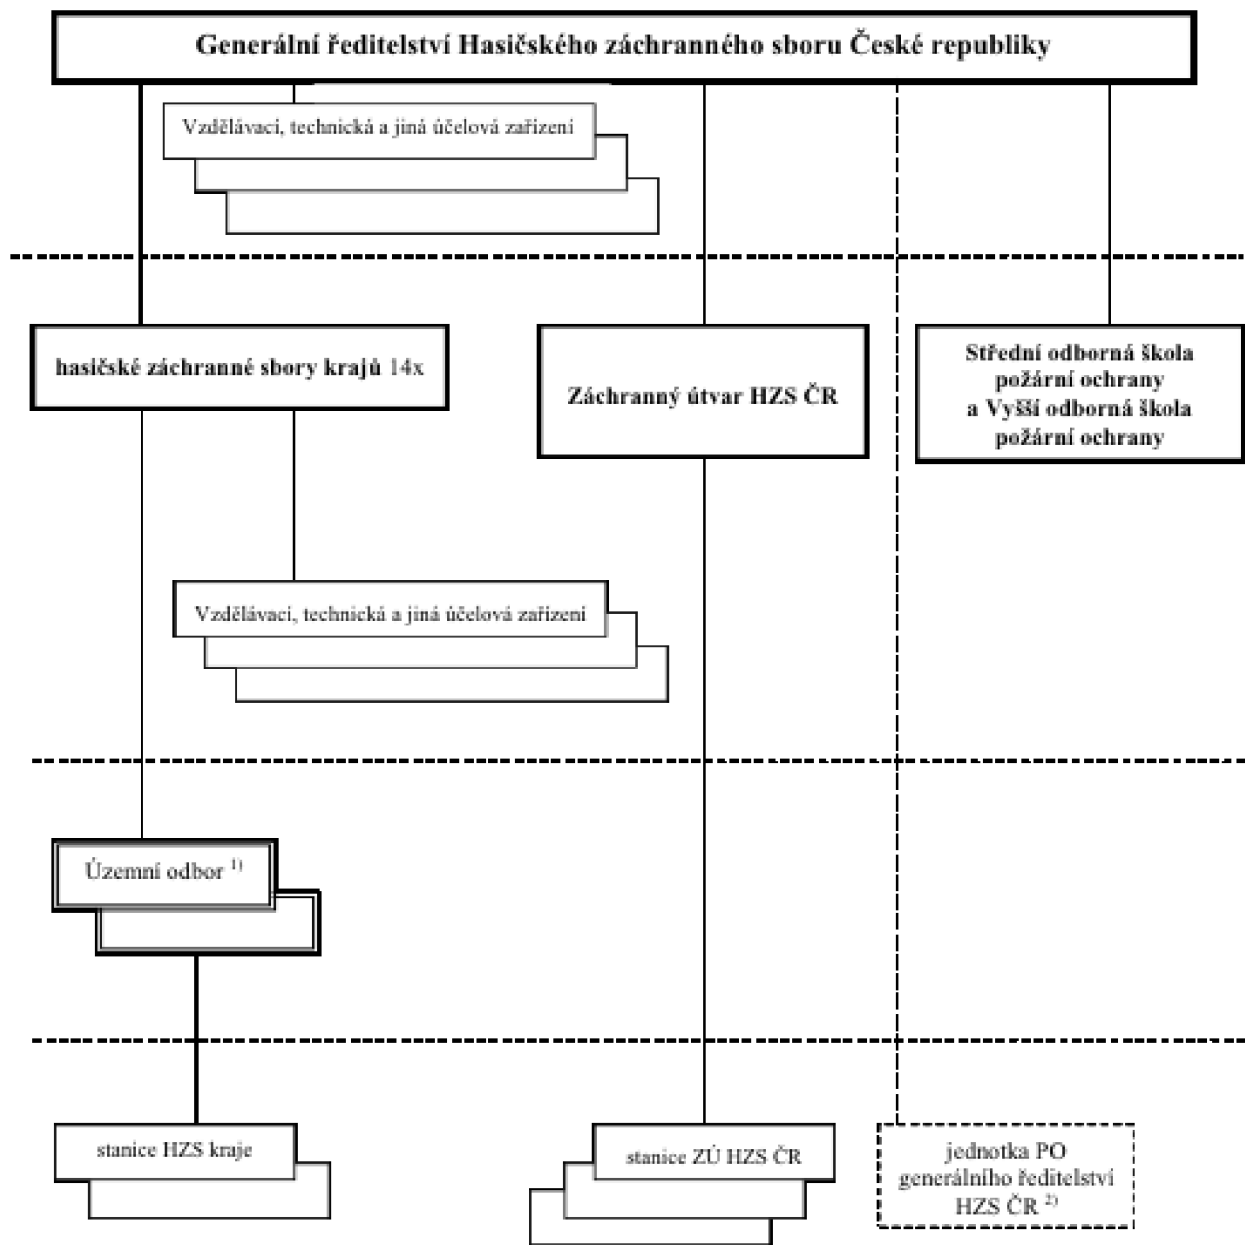 Generální ředitelství Hasičského záchranného sboru České republiky
Vzdělávací, technická a jiná účelová zařízení
hasičské záchranné sbory krajů 14x
Záchranný útvar HZS ČR
Střední odborná škola
požární ochrany
a Vyšší odborná škola
požární ochrany
Vzdělávací, technická a jiná účelová zařízení
Územní odbor ¹⁾
stanice HZS kraje
stanice ZÚ HZS ČR
jednotka PO
generálního ředitelství
HZS ČR ²⁾